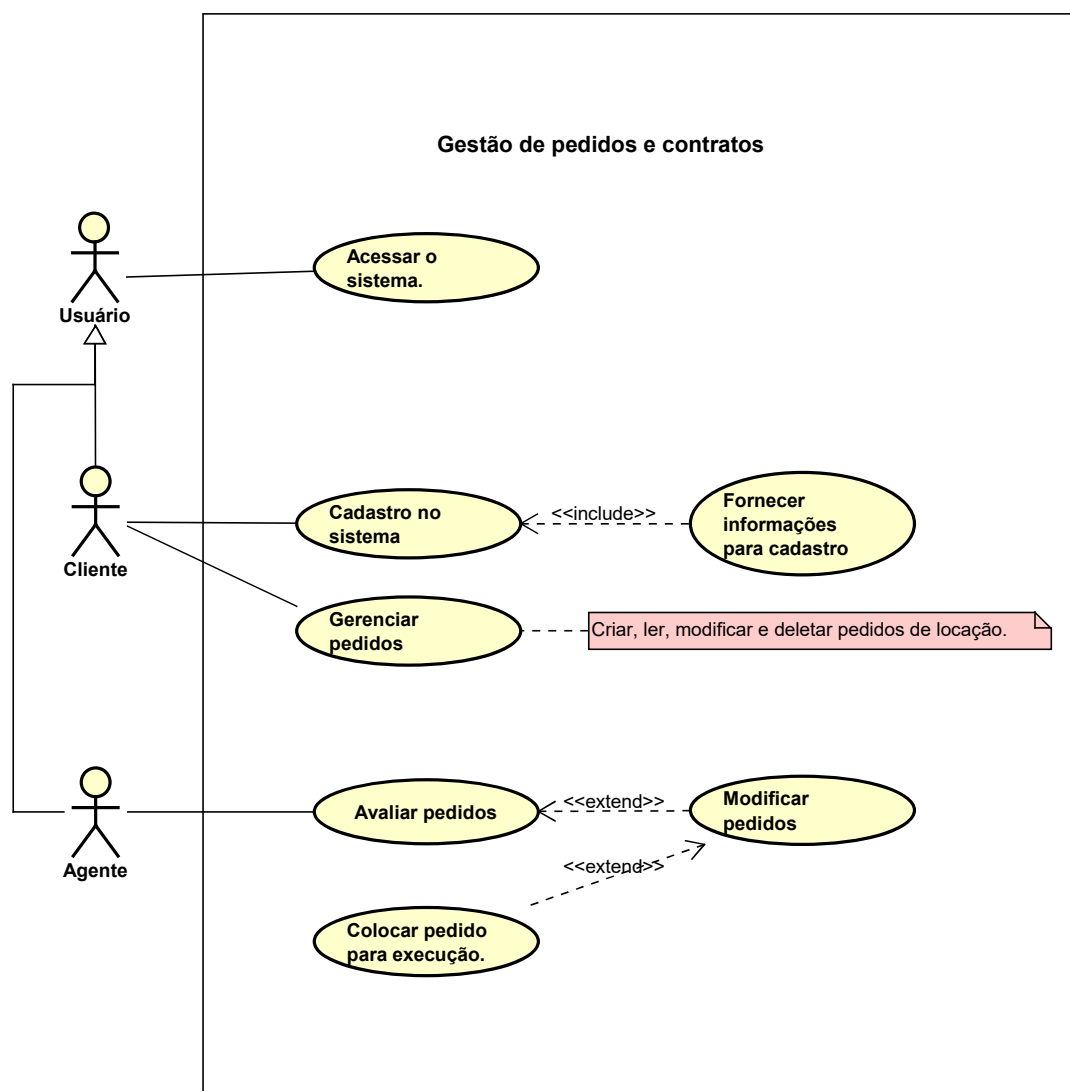 Gestão de pedidos e contratos
Acessar o
sistema.
Usuário
Cadastro no
sistema
<<include>>
Fornecer
informações
para cadastro
Cliente
Gerenciar
pedidos
Criar, ler, modificar e deletar pedidos de locação.
Avaliar pedidos
<<extend>>
Modificar
pedidos
<<extend>>
Agente
Colocar pedido
para execução.